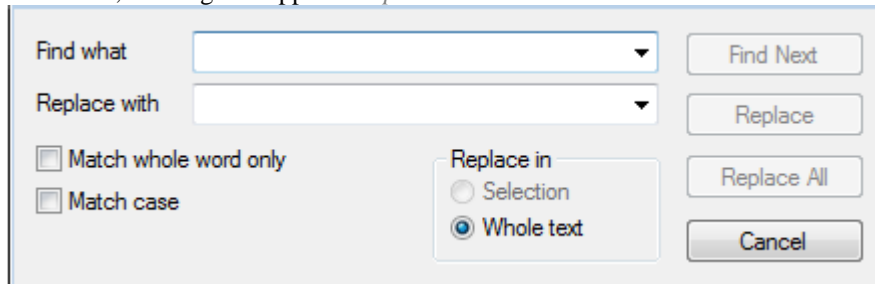 Find what
Find Next
Replace with
Replace
Match whole word only
Replace in
Replace All
Selection
Match case
Whole text
Cancel